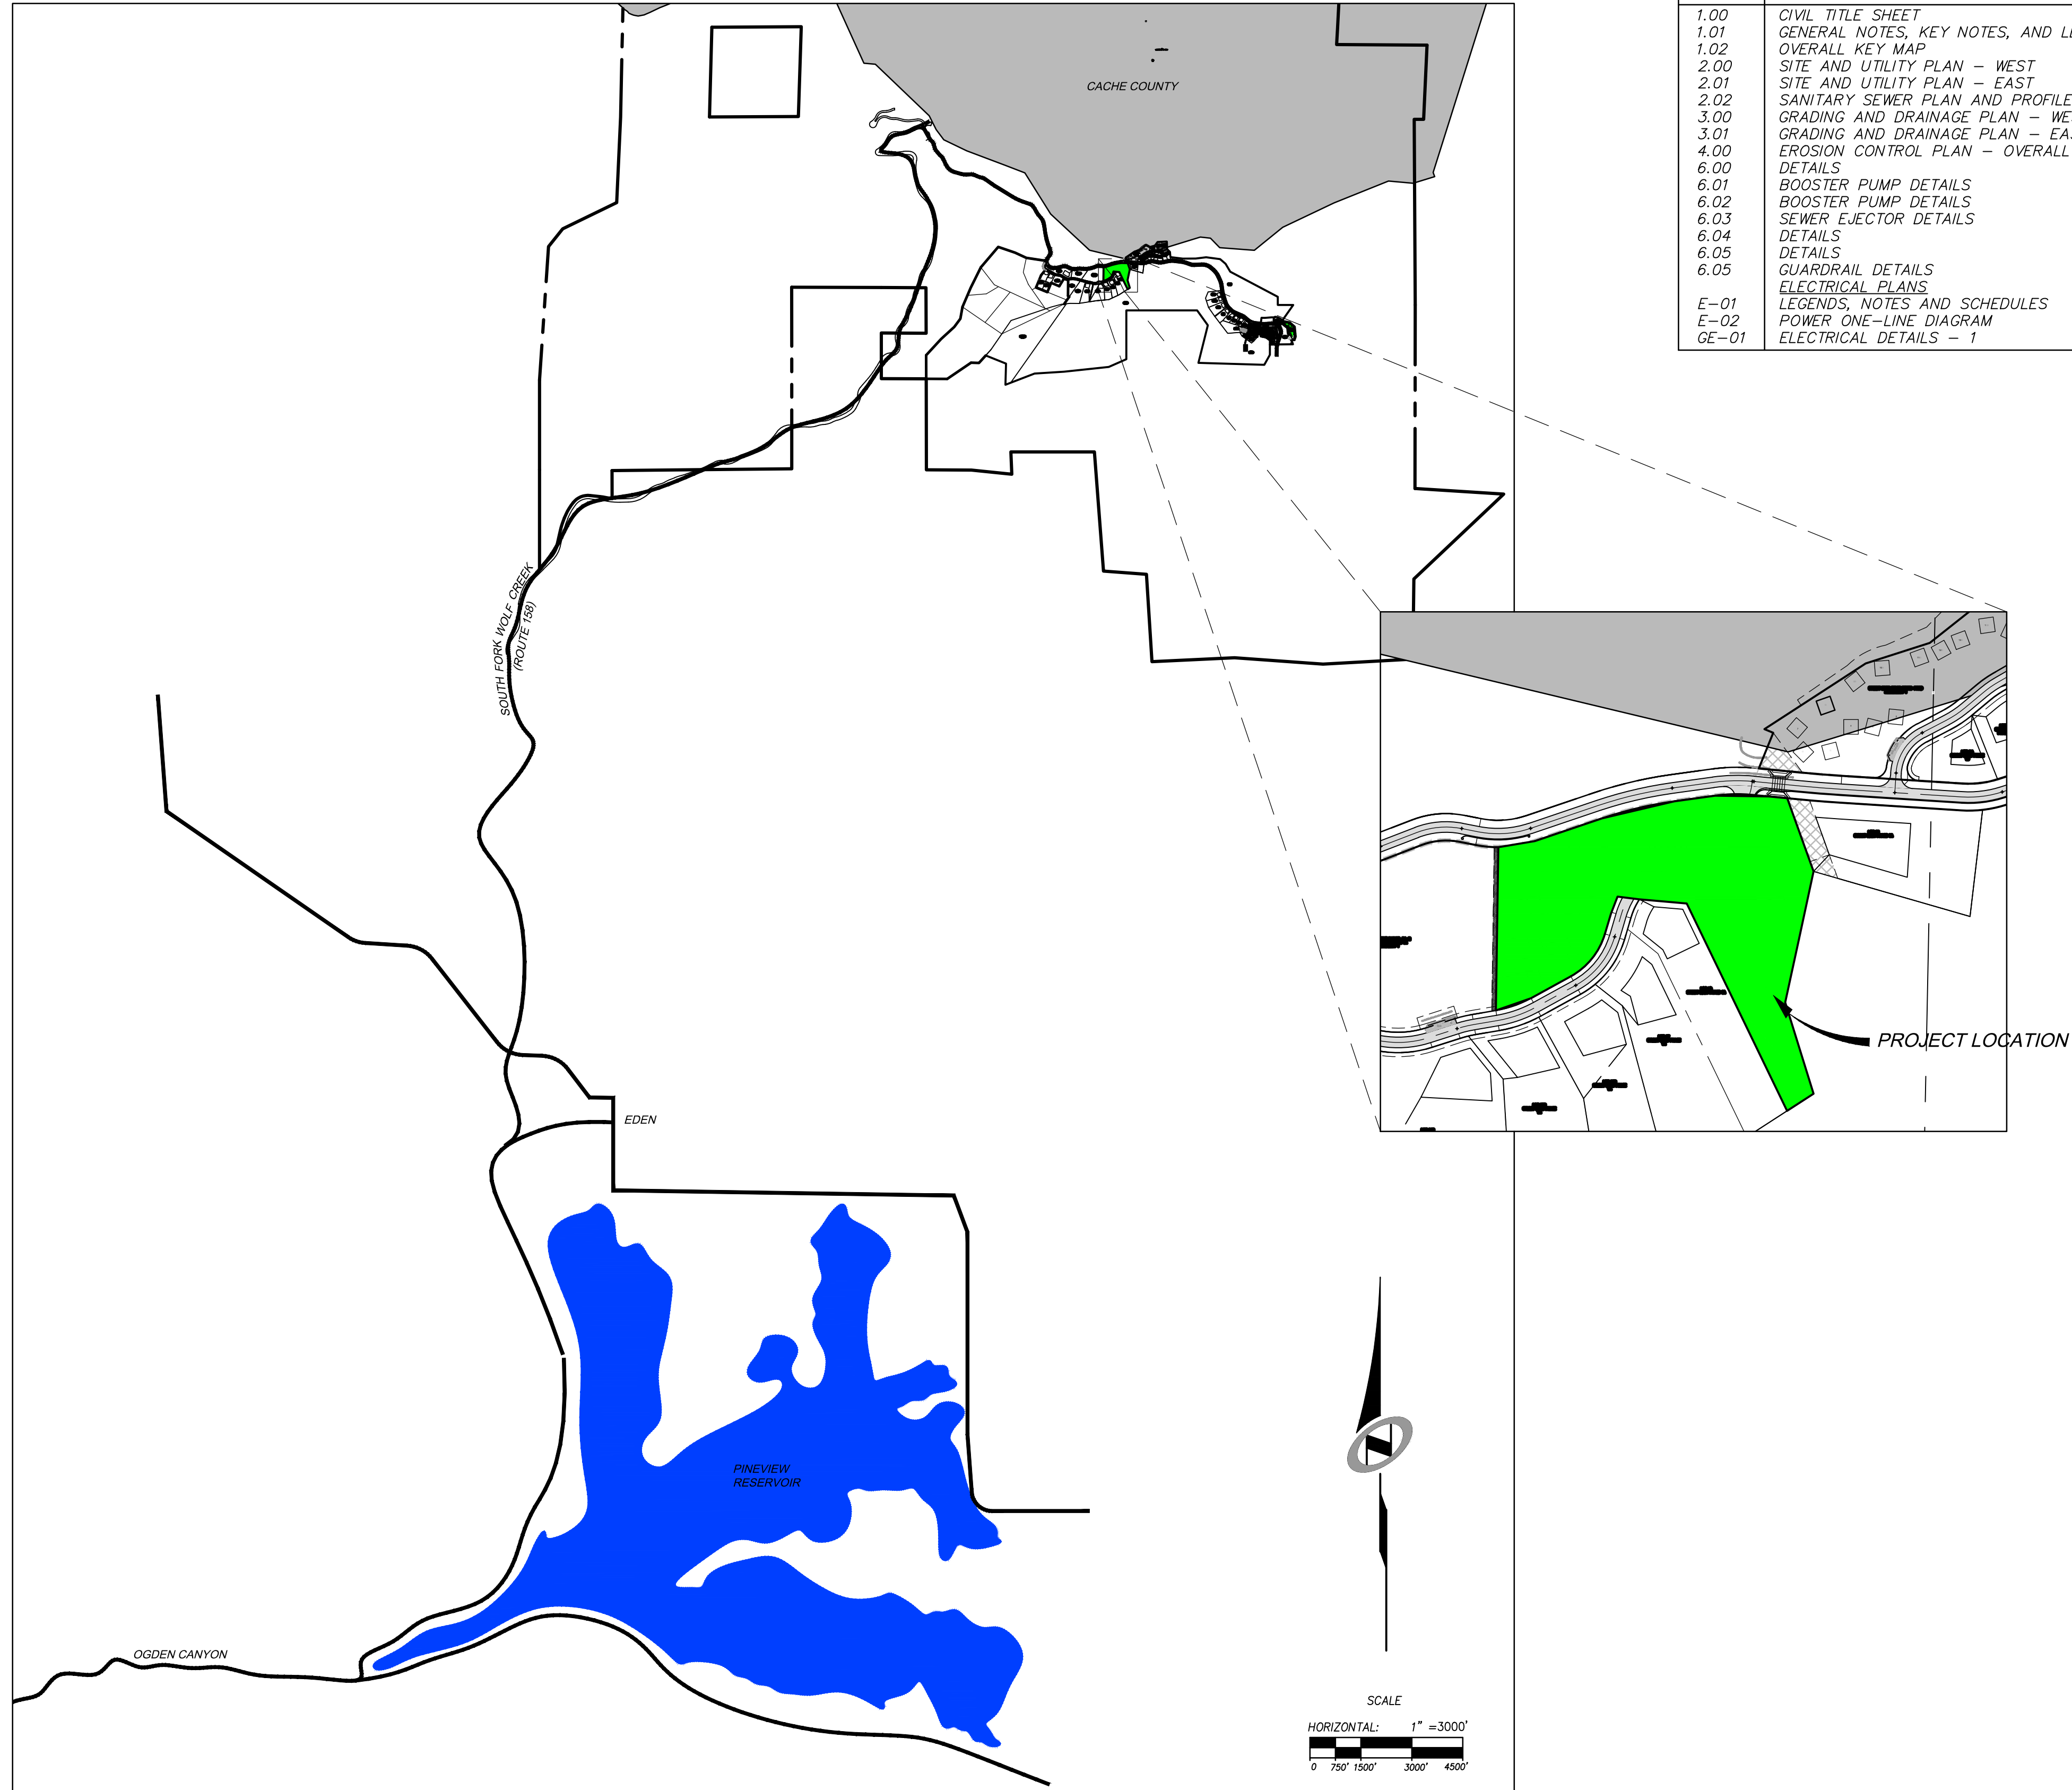 CACHE COUNTY
1.00 CIVIL TITLE SHEET
1.01 GENERAL NOTES, KEY NOTES, AND
1.02 OVERALL KEY MAP
2.00 SITE AND UTILITY PLAN – WEST
2.01 SITE AND UTILITY PLAN – EAST
2.02 SANITARY SEWER PLAN AND PROFILE
3.00 GRADING AND DRAINAGE PLAN –
3.01 GRADING AND DRAINAGE PLAN –
4.00 EROSION CONTROL PLAN – OVERALL
6.00 DETAILS
6.01 BOOSTER PUMP DETAILS
6.02 BOOSTER PUMP DETAILS
6.03 SEWER EJECTOR DETAILS
6.04 DETAILS
6.05 DETAILS
6.05 GUARDRAIL DETAILS
ELECTRICAL PLANS
E-01 LEGENDS, NOTES AND SCHEDULES
E-02 POWER ONE-LINE DIAGRAM
GE-01 ELECTRICAL DETAILS – 1
SOUTH FORK WOLF CREEK
(ROUTE 158)
PROJECT LOCATION
EDEN
PINEVIEW
RESERVOIR
OGDEN CANYON
SCALE
HORIZONTAL: 1" =3000'
0 750' 1500' 3000' 4500'